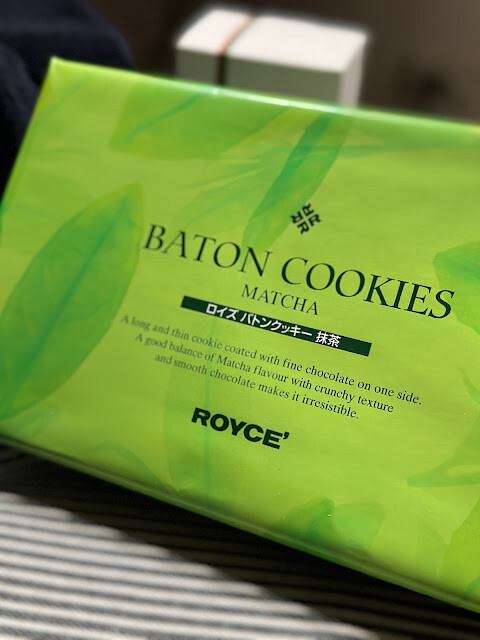 BATON COOKIES
MATCHA
ロイズ バトンクッキー 抹茶
A long and thin cookie coated with fine chocolate on one side.
A good balance of Matcha flavour with crunchy texture
and smooth chocolate makes it irresistible.
ROYCE'